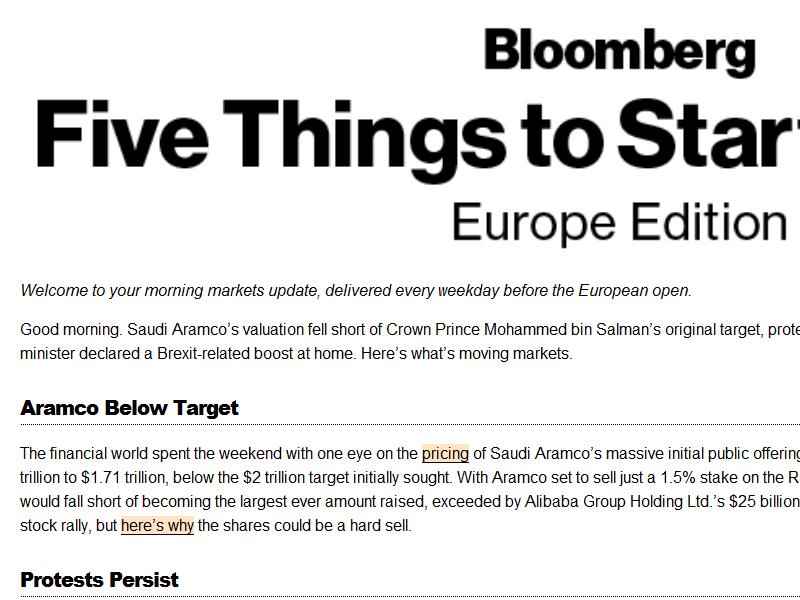 Bloomberg
Five Things to Start
Europe Edition
Welcome to your morning markets update, delivered every weekday before the European open.
Good morning. Saudi Aramco’s valuation fell short of Crown Prince Mohammed bin Salman’s original target,
minister declared a Brexit-related boost at home. Here’s what’s moving markets.
Aramco Below Target
The financial world spent the weekend with one eye on the pricing of Saudi Aramco’s massive initial public offering
trillion to $1.71 trillion, below the $2 trillion target initially sought. With Aramco set to sell just a 1.5% stake on the
would fall short of becoming the largest ever amount raised, exceeded by Alibaba Group Holding Ltd.’s $25 billion
stock rally, but here’s why the shares could be a hard sell.
Protests Persist